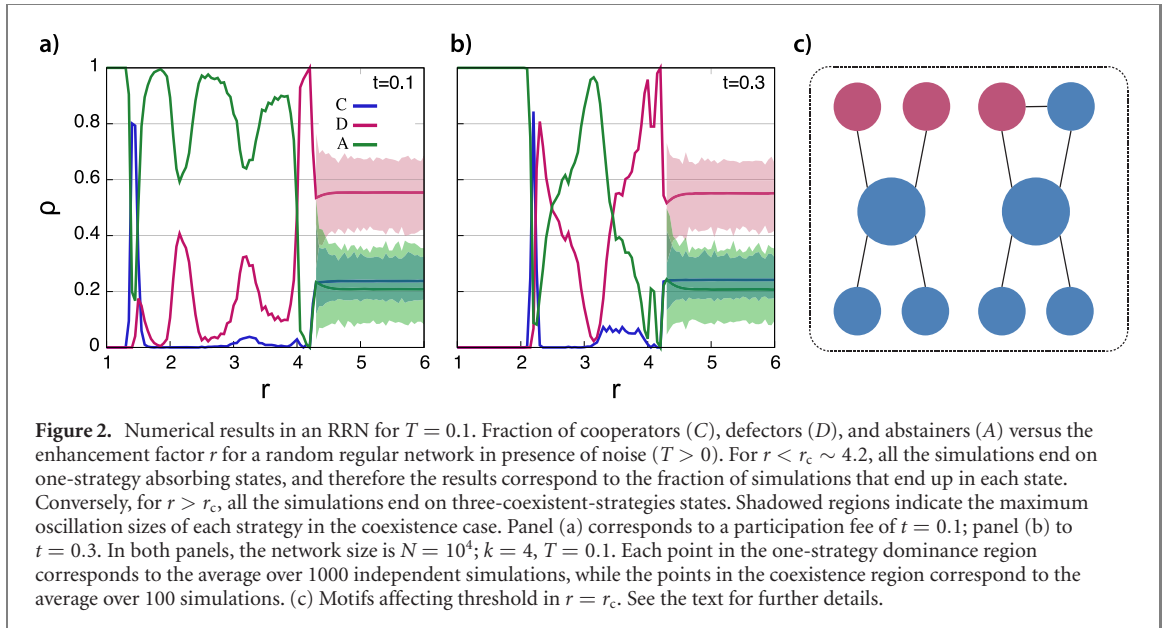 a)
b)
c)
1
0.8
0.6
0.4
0.2
0
ρ
t=0.1
C
D
A
1 2 3 4 5 6
r
t=0.3
1 2 3 4 5 6
r
Figure 2. Numerical results in an RRN for T = 0.1. Fraction of cooperators (C), defectors (D), and abstainers (A) versus the
enhancement factor r for a random regular network in presence of noise (T > 0). For r < rc ∼ 4.2, all the simulations end on
one-strategy absorbing states, and therefore the results correspond to the fraction of simulations that end up in each state.
Conversely, for r > rc, all the simulations end on three-coexistent-strategies states. Shadowed regions indicate the maximum
oscillation sizes of each strategy in the coexistence case. Panel (a) corresponds to a participation fee of t = 0.1; panel (b) to
t = 0.3. In both panels, the network size is N = 10⁴; k = 4, T = 0.1. Each point in the one-strategy dominance region
corresponds to the average over 1000 independent simulations, while the points in the coexistence region correspond to the
average over 100 simulations. (c) Motifs affecting threshold in r = rc. See the text for further details.